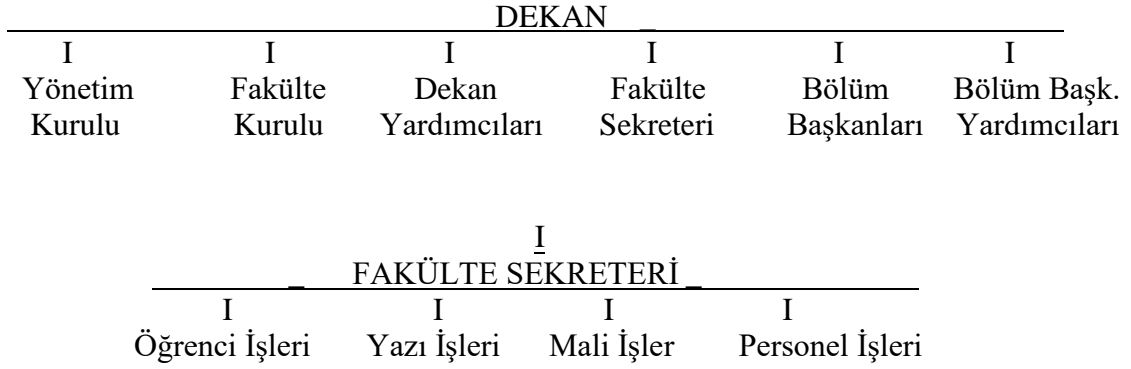 DEKAN _
I I I I I I
Yönetim Fakülte Dekan Fakülte Bölüm Bölüm Başk.
Kurulu Kurulu Yardımcıları Sekreteri Başkanları Yardımcıları
I
_ FAKÜLTE SEKRETERİ _
I I I I
Öğrenci İşleri Yazı İşleri Mali İşler Personel İşleri